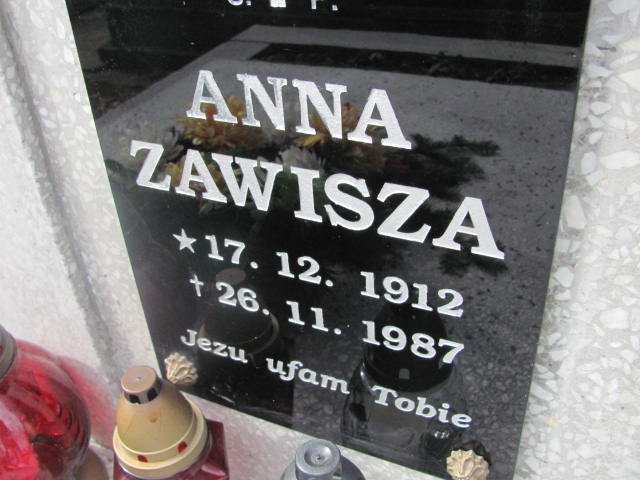 Ś. P.
ANNA
ZAWISZA
★ 17. 12. 1912
† 26. 11. 1987
Jezu ufam Tobie